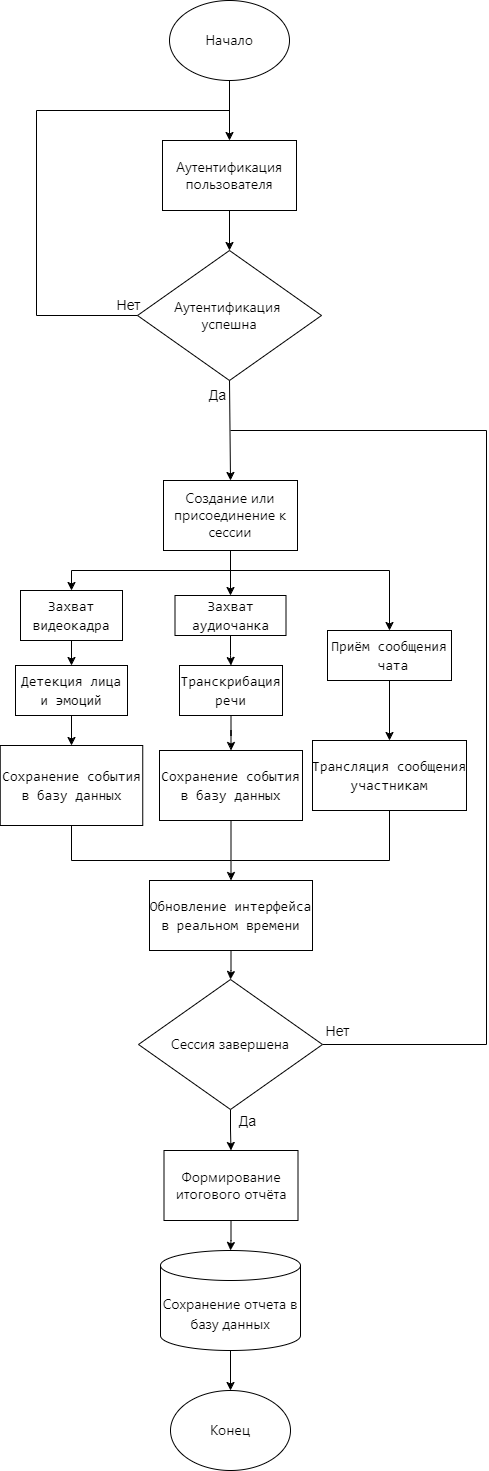 Начало
Аутентификация
пользователя
Нет
Аутентификация
успешна
Да
Создание или
присоединение к
сессии
Захват
видеокадра
Захват
аудиочанка
Приём сообщения
чата
Детекция лица
и эмоций
Транскрибация
речи
Сохранение события
в базу данных
Сохранение события
в базу данных
Трансляция сообщения
участникам
Обновление интерфейса
в реальном времени
Сессия завершена
Нет
Да
Формирование
итогового отчёта
Сохранение отчета в
базу данных
Конец